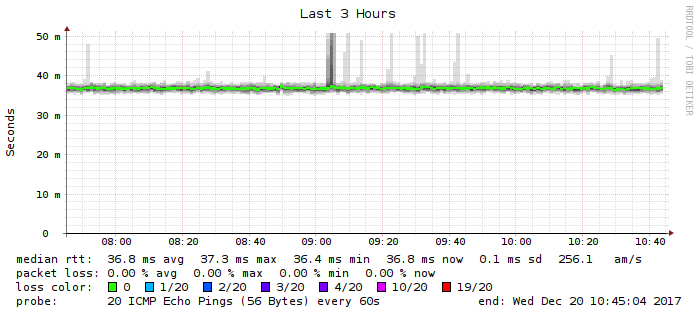 Last 3 Hours
RRDTOOL / TOBI OETIKER
Seconds
50 m
40 m
30 m
20 m
10 m
0
08:00 08:20 08:40 09:00 09:20 09:40 10:00 10:20 10:40
median rtt: 36.8 ms avg 37.3 ms max 36.4 ms min 36.8 ms now 0.1 ms sd 256.1 am/s
packet loss: 0.00 % avg 0.00 % max 0.00 % min 0.00 % now
loss color: 0 1/20 2/20 3/20 4/20 10/20 19/20
probe: 20 ICMP Echo Pings (56 Bytes) every 60s end: Wed Dec 20 10:45:04 2017